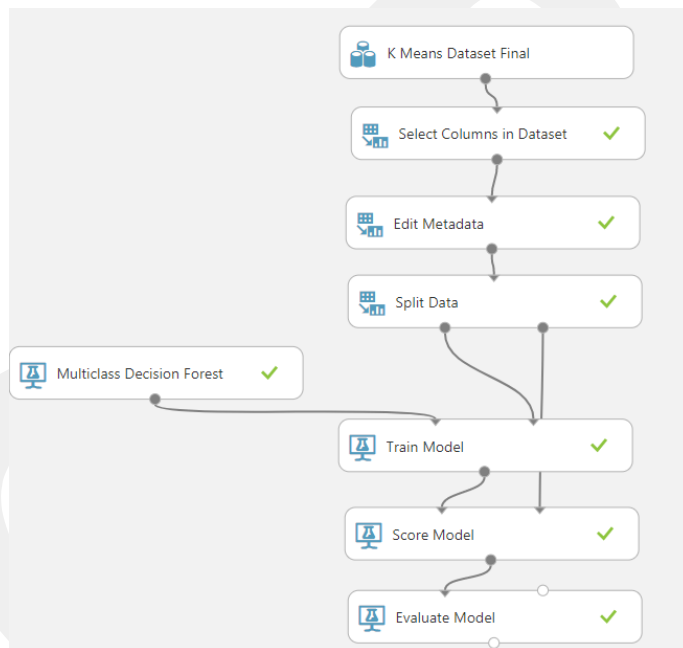 K Means Dataset Final
Select Columns in Dataset
Edit Metadata
Split Data
Multiclass Decision Forest
Train Model
Score Model
Evaluate Model